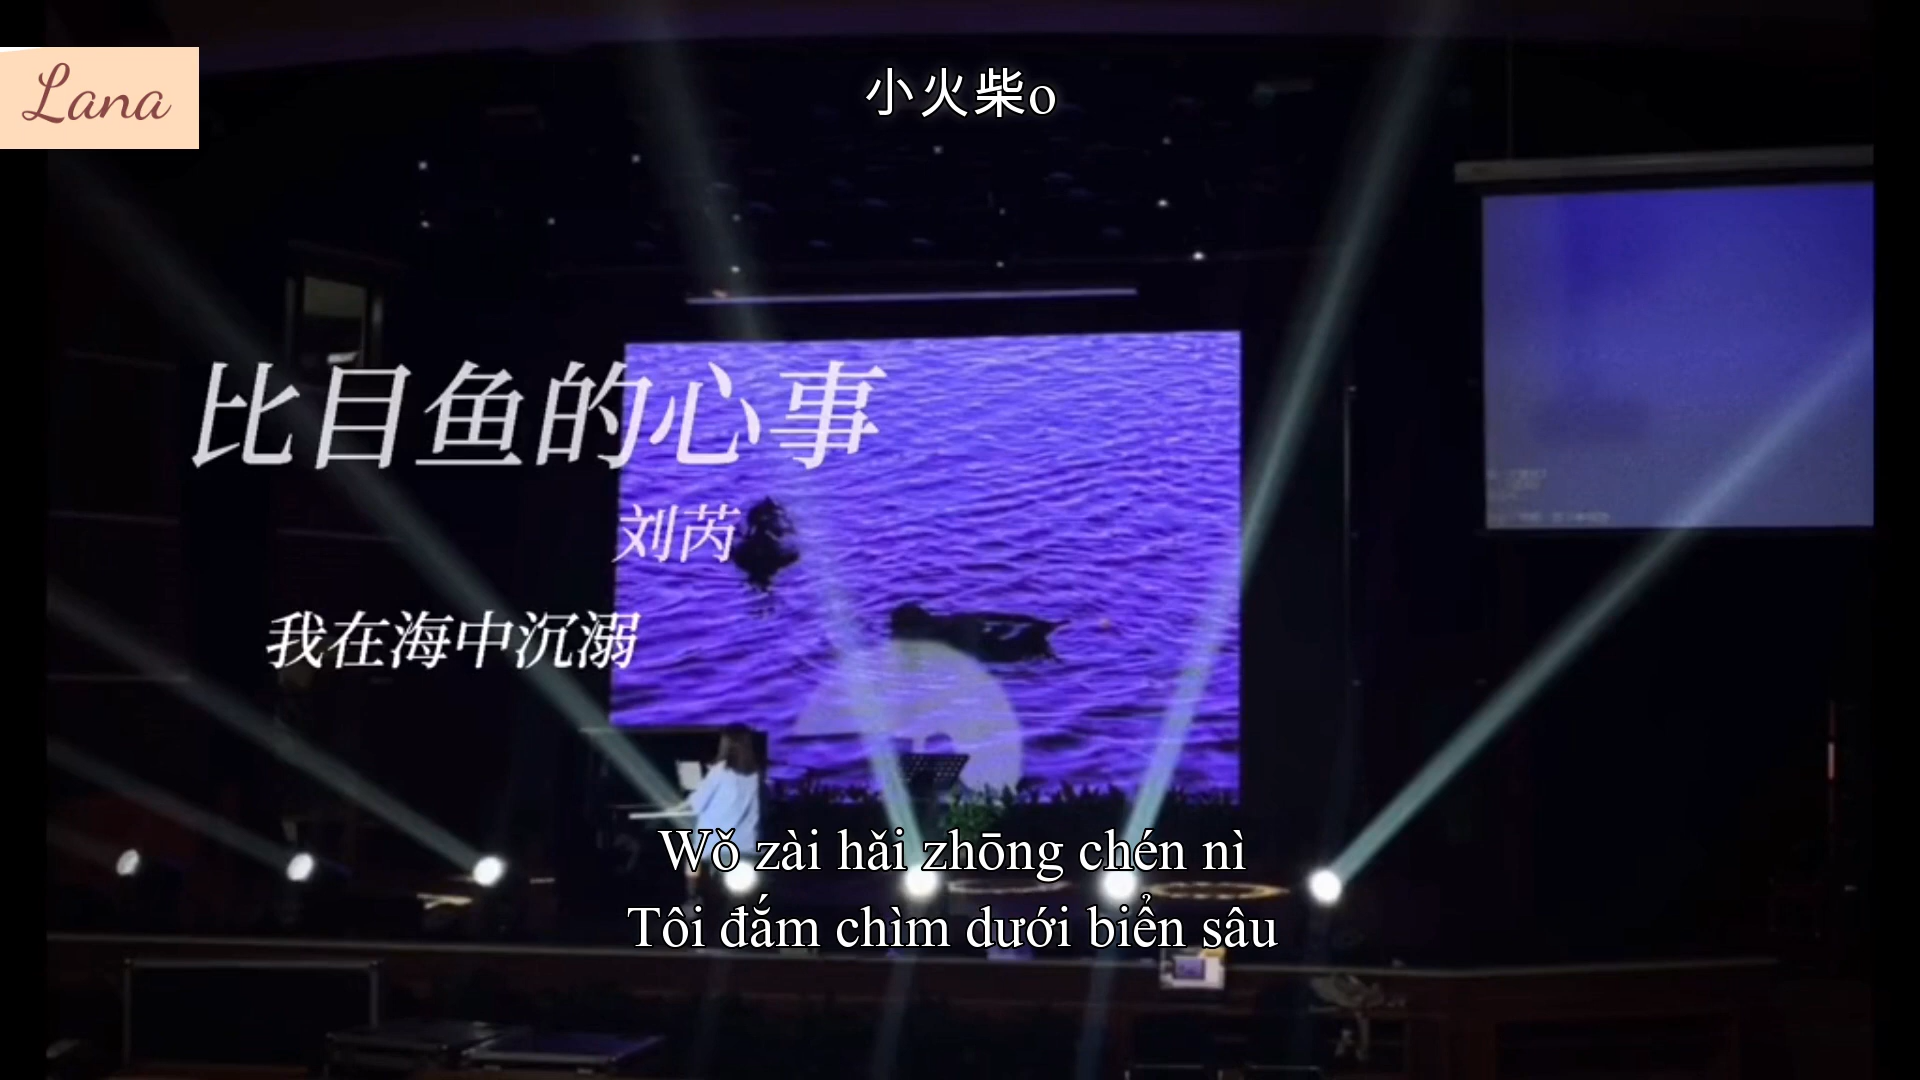 Lana
小火柴o
比目鱼的心事
刘芮
我在海中沉溺
Wǒ zài hǎi zhōng chén nì
Tôi đắm chìm dưới biển sâu